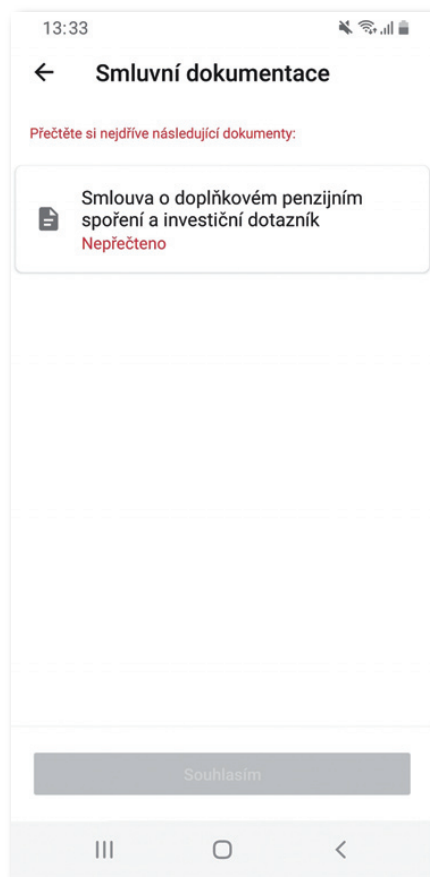 13:33
Smluvní dokumentace
Přečtěte si nejdříve následující dokumenty:
Smlouva o doplňkovém penzijním
spoření a investiční dotazník
Nepřečteno
Souhlasím